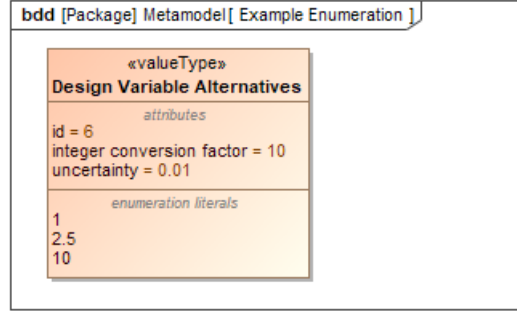 bdd [Package] Metamodel[ Example Enumeration ]
«valueType»
Design Variable Alternatives
attributes
id = 6
integer conversion factor = 10
uncertainty = 0.01
enumeration literals
1
2.5
10